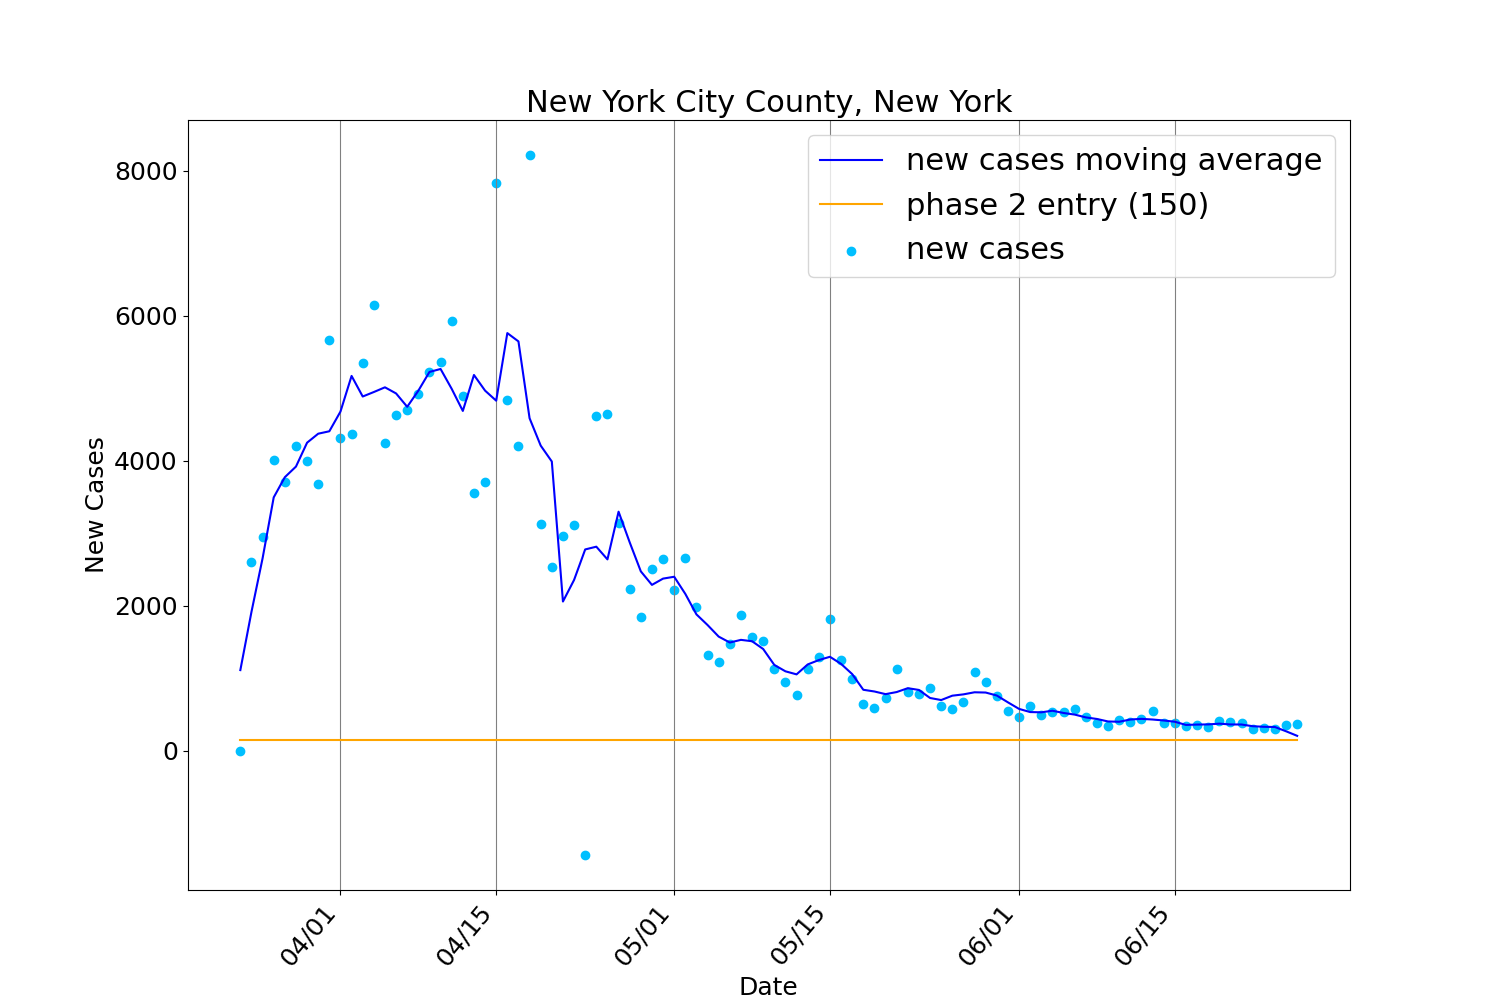 New York City County, New York
new cases moving average
phase 2 entry (150)
new cases
8000
6000
4000
2000
0
New Cases
04/01
04/15
05/01
05/15
06/01
06/15
Date